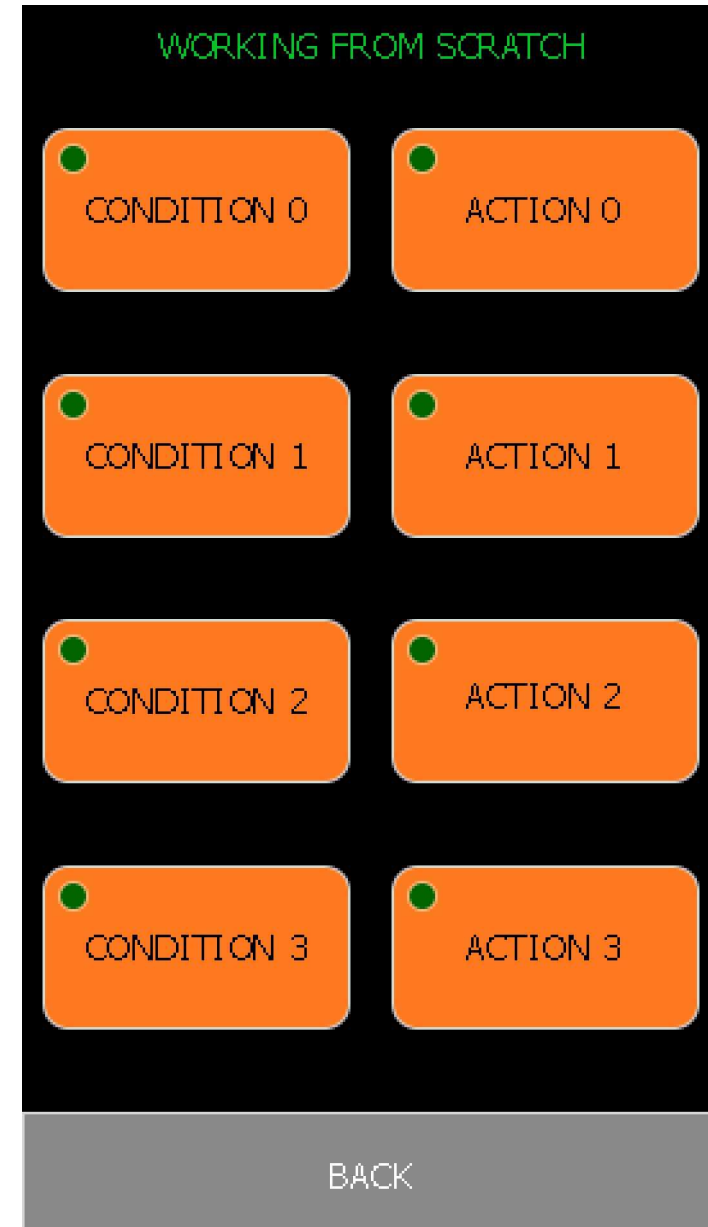 WORKING FROM SCRATCH
CONDITION 0
ACTION 0
CONDITION 1
ACTION 1
CONDITION 2
ACTION 2
CONDITION 3
ACTION 3
BACK